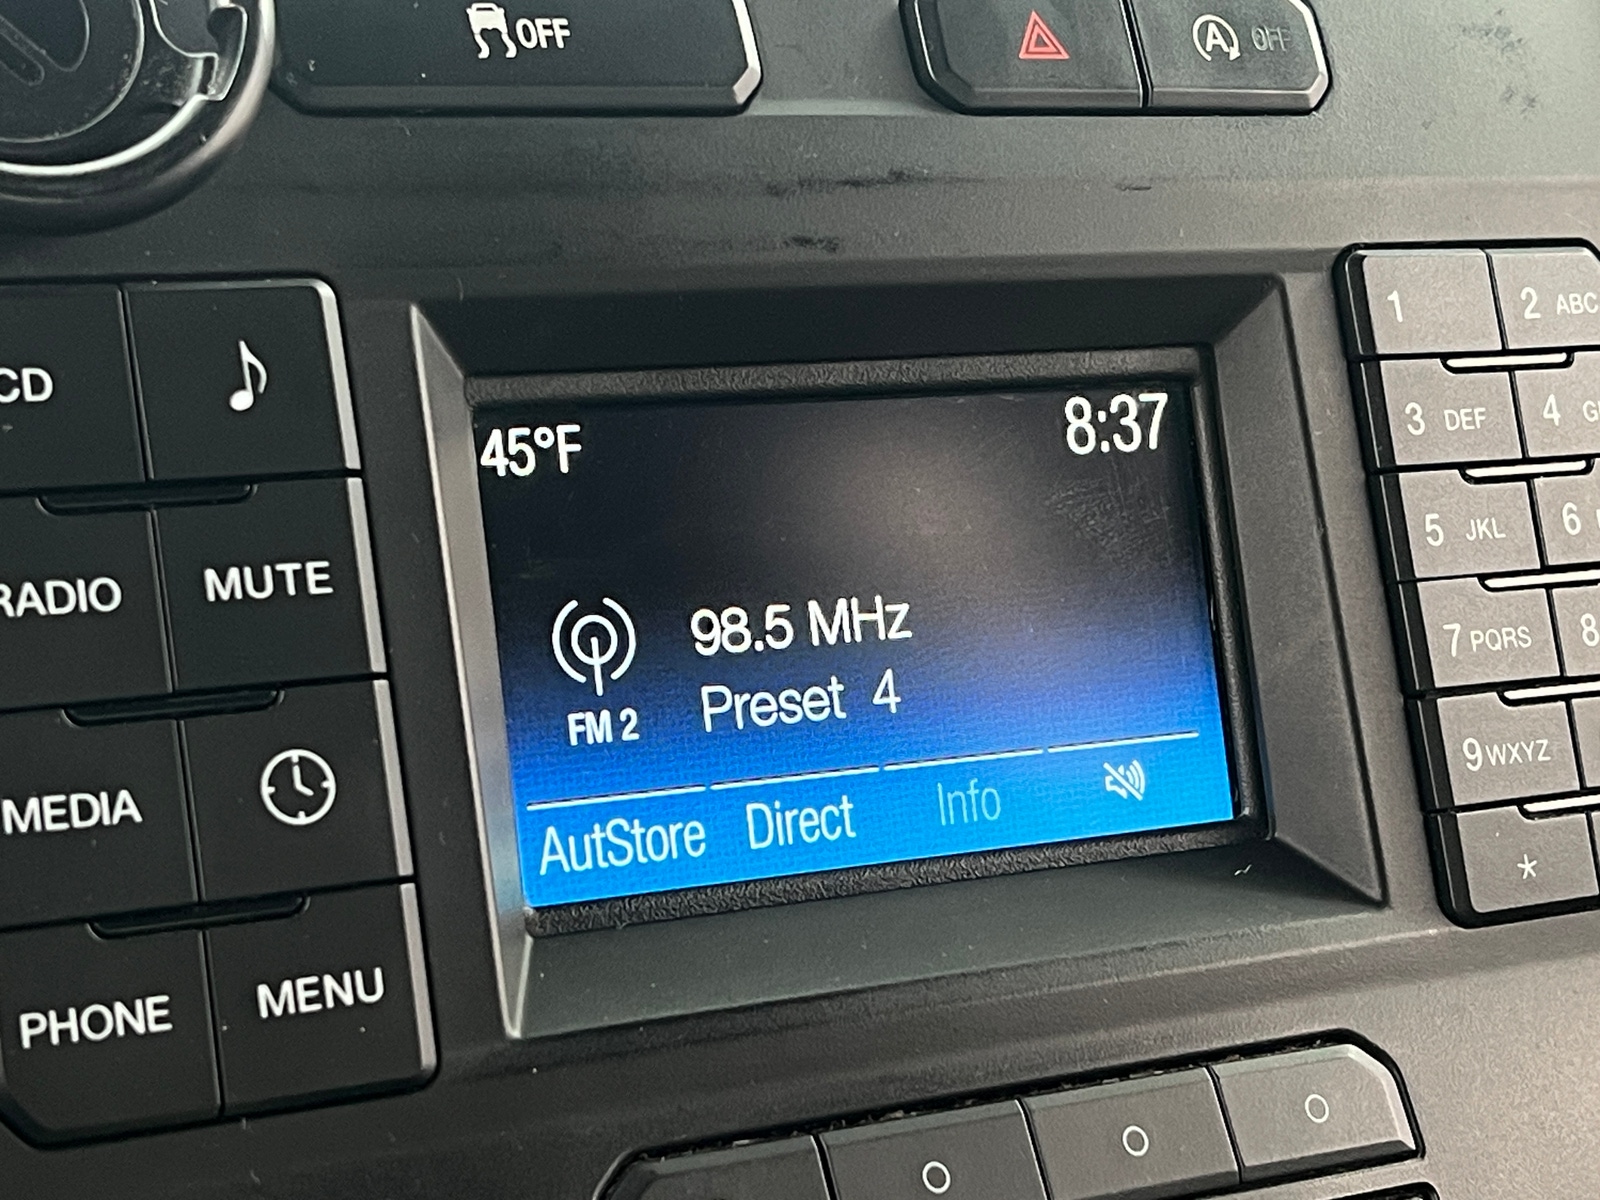 OFF
A OFF
CD
RADIO
MUTE
MEDIA
PHONE
MENU
45°F
8:37
98.5 MHz
FM 2
Preset 4
AutStore
Direct
Info
1
2 ABC
3 DEF
4
5 JKL
6
7 PQRS
8
9 WXYZ
*